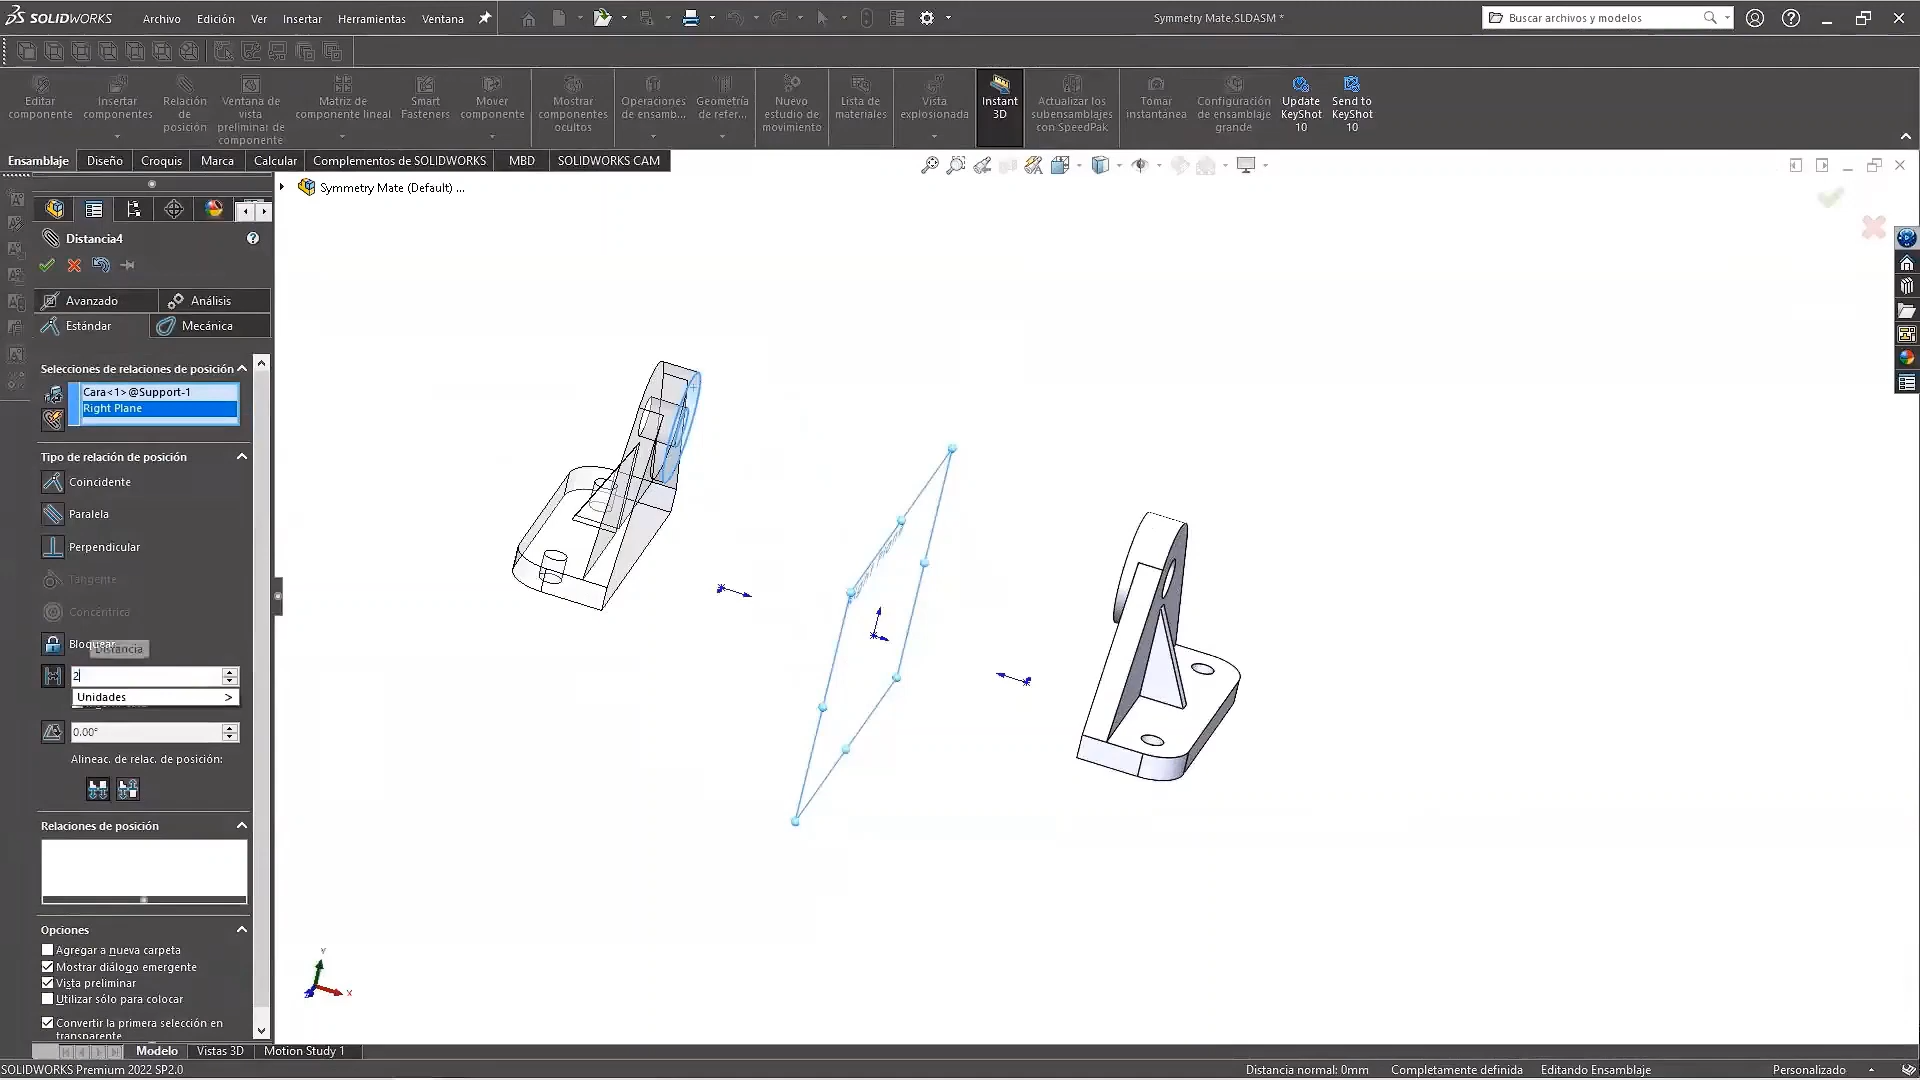 SOLIDWORKS
Archivo
Edición
Ver
Insertar
Herramientas
Ventana
Symmetry Mate.SLDASM *
Buscar archivos y modelos
Editar
componente
Insertar
componentes
Relación
de
posición
Ventana de
vista
preliminar de
componente
Matriz de
componente lineal
Smart
Fasteners
Mover
componente
Mostrar
componentes
ocultos
Operaciones
de ensamb...
Geometría
de refer...
Nuevo
estudio de
movimiento
Lista de
materiales
Vista
explosionada
Instant
3D
Actualizar los
subensamblajes
con SpeedPak
Tomar
instantánea
Configuración
de ensamblaje
grande
Update
KeyShot
10
Send to
KeyShot
10
Ensamblaje
Diseño
Croquis
Marca
Calcular
Complementos de SOLIDWORKS
MBD
SOLIDWORKS CAM
Symmetry Mate (Default) ...
Distancia4
Avanzado
Análisis
Estándar
Mecánica
Selecciones de relaciones de posición
Cara<1>@Support-1
Right Plane
Tipo de relación de posición
Coincidente
Paralela
Perpendicular
Tangente
Concéntrica
Bloquear
Distancia
2
Unidades >
0.00°
Alineac. de relac. de posición:
Relaciones de posición
Opciones
Agregar a nueva carpeta
Mostrar diálogo emergente
Vista preliminar
Utilizar sólo para colocar
Convertir la primera selección en
transparente
Y
X
Z
Modelo
Vistas 3D
Motion Study 1
SOLIDWORKS Premium 2022 SP2.0
Distancia normal: 0mm
Completamente definida
Editando Ensamblaje
Personalizado